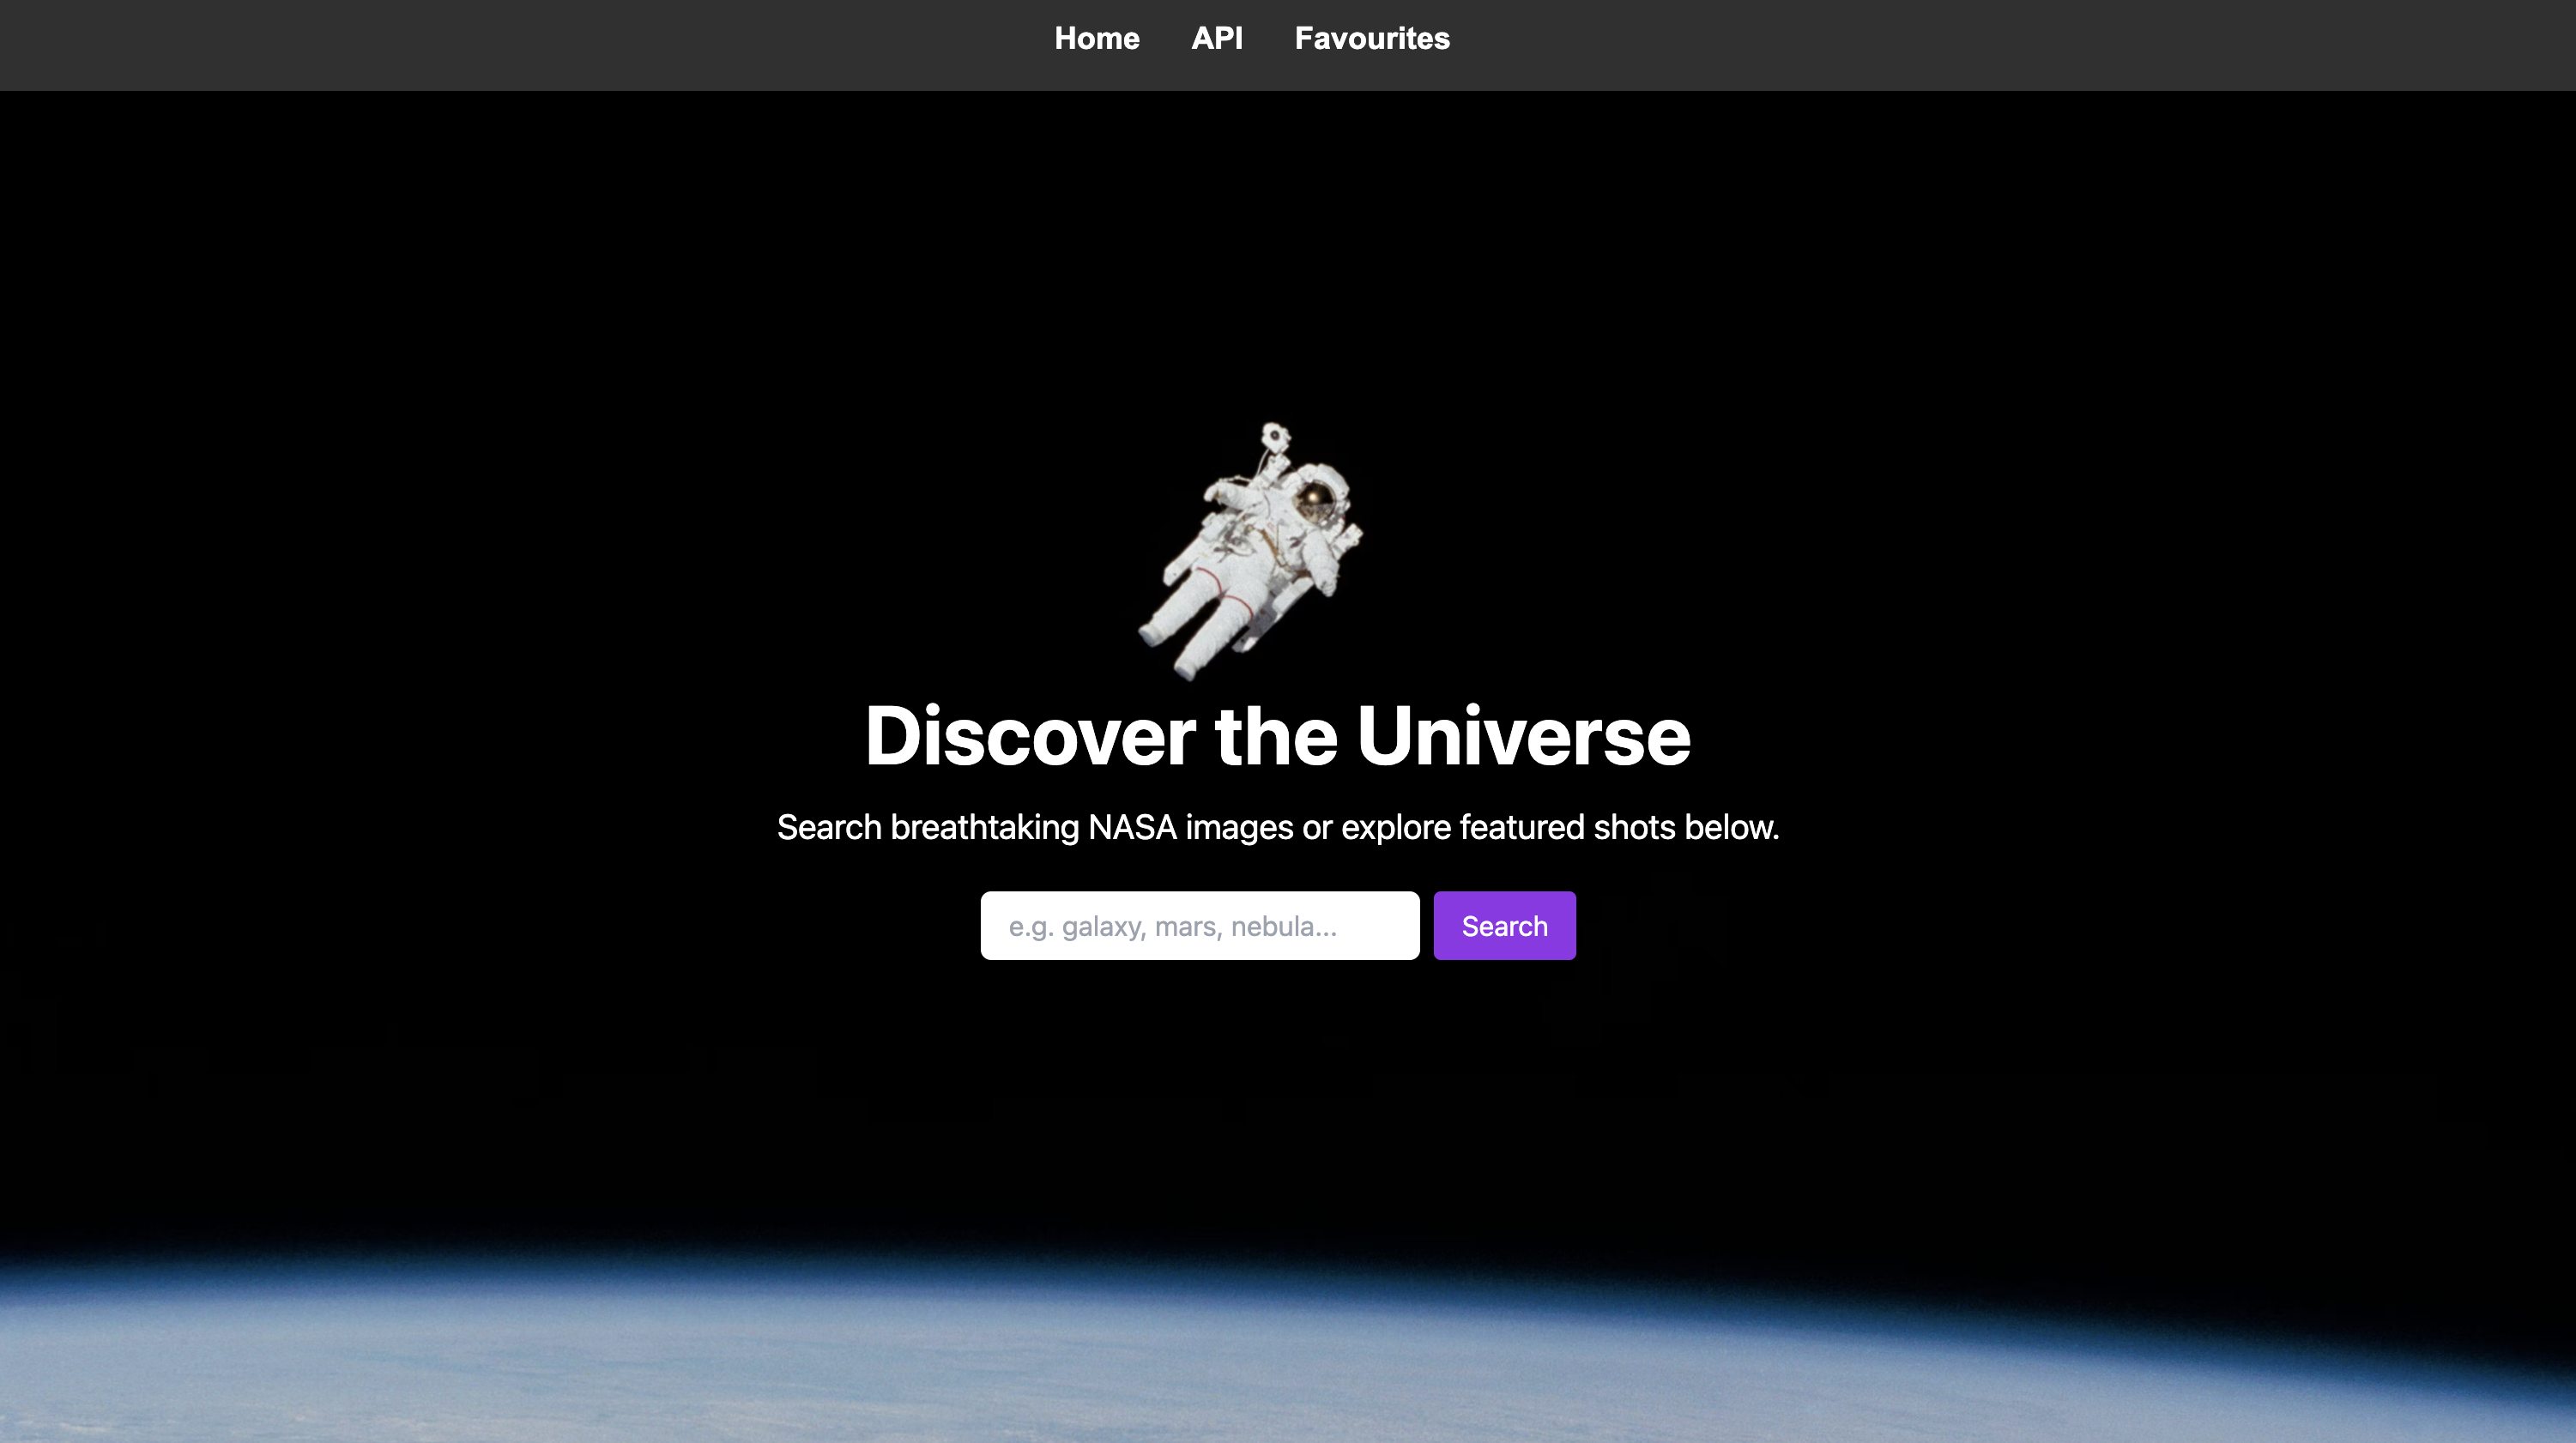 Home API Favourites
Discover the Universe
Search breathtaking NASA images or explore featured shots below.
e.g. galaxy, mars, nebula... Search